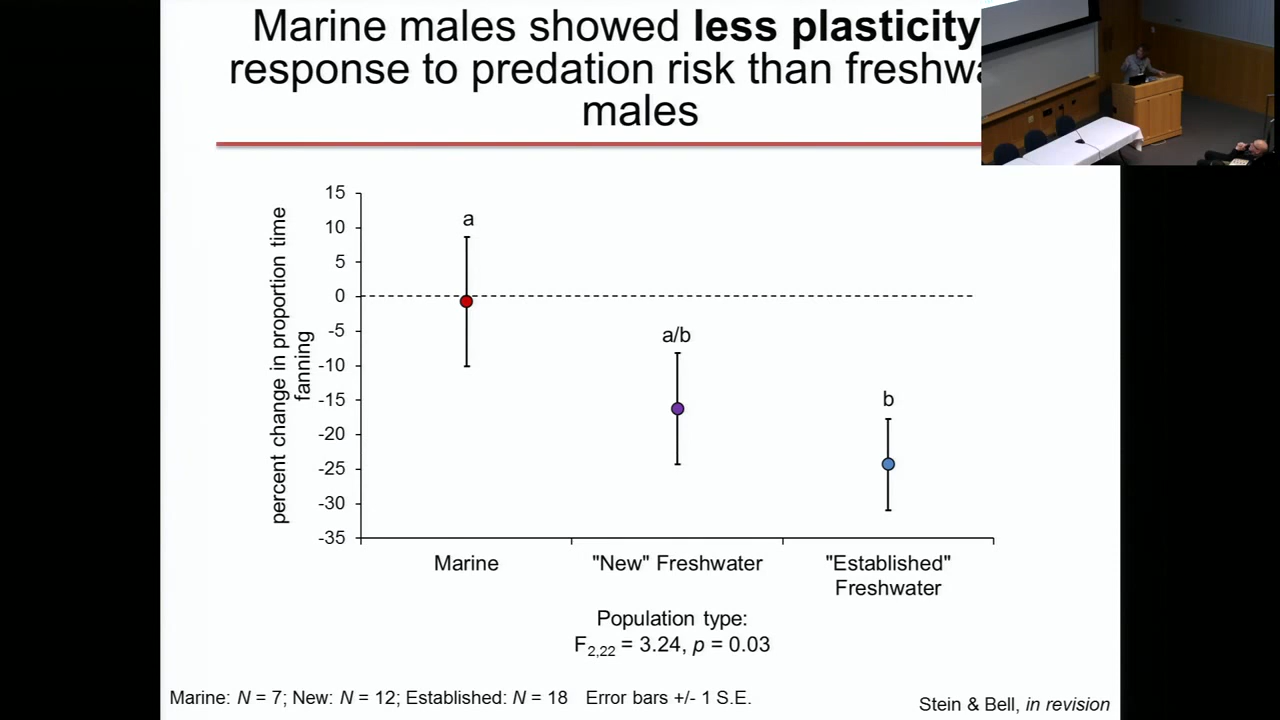 Marine males showed less plasticity
response to predation risk than
males
15
10
5
0
-5
-10
-15
-20
-25
-30
-35
percent change in proportion time
fanning
a
a/b
b
Marine
"New" Freshwater
"Established"
Freshwater
Population type:
F2,22 = 3.24, p = 0.03
Marine: N = 7; New: N = 12; Established: N = 18 Error bars +/- 1 S.E.
Stein & Bell, in revision